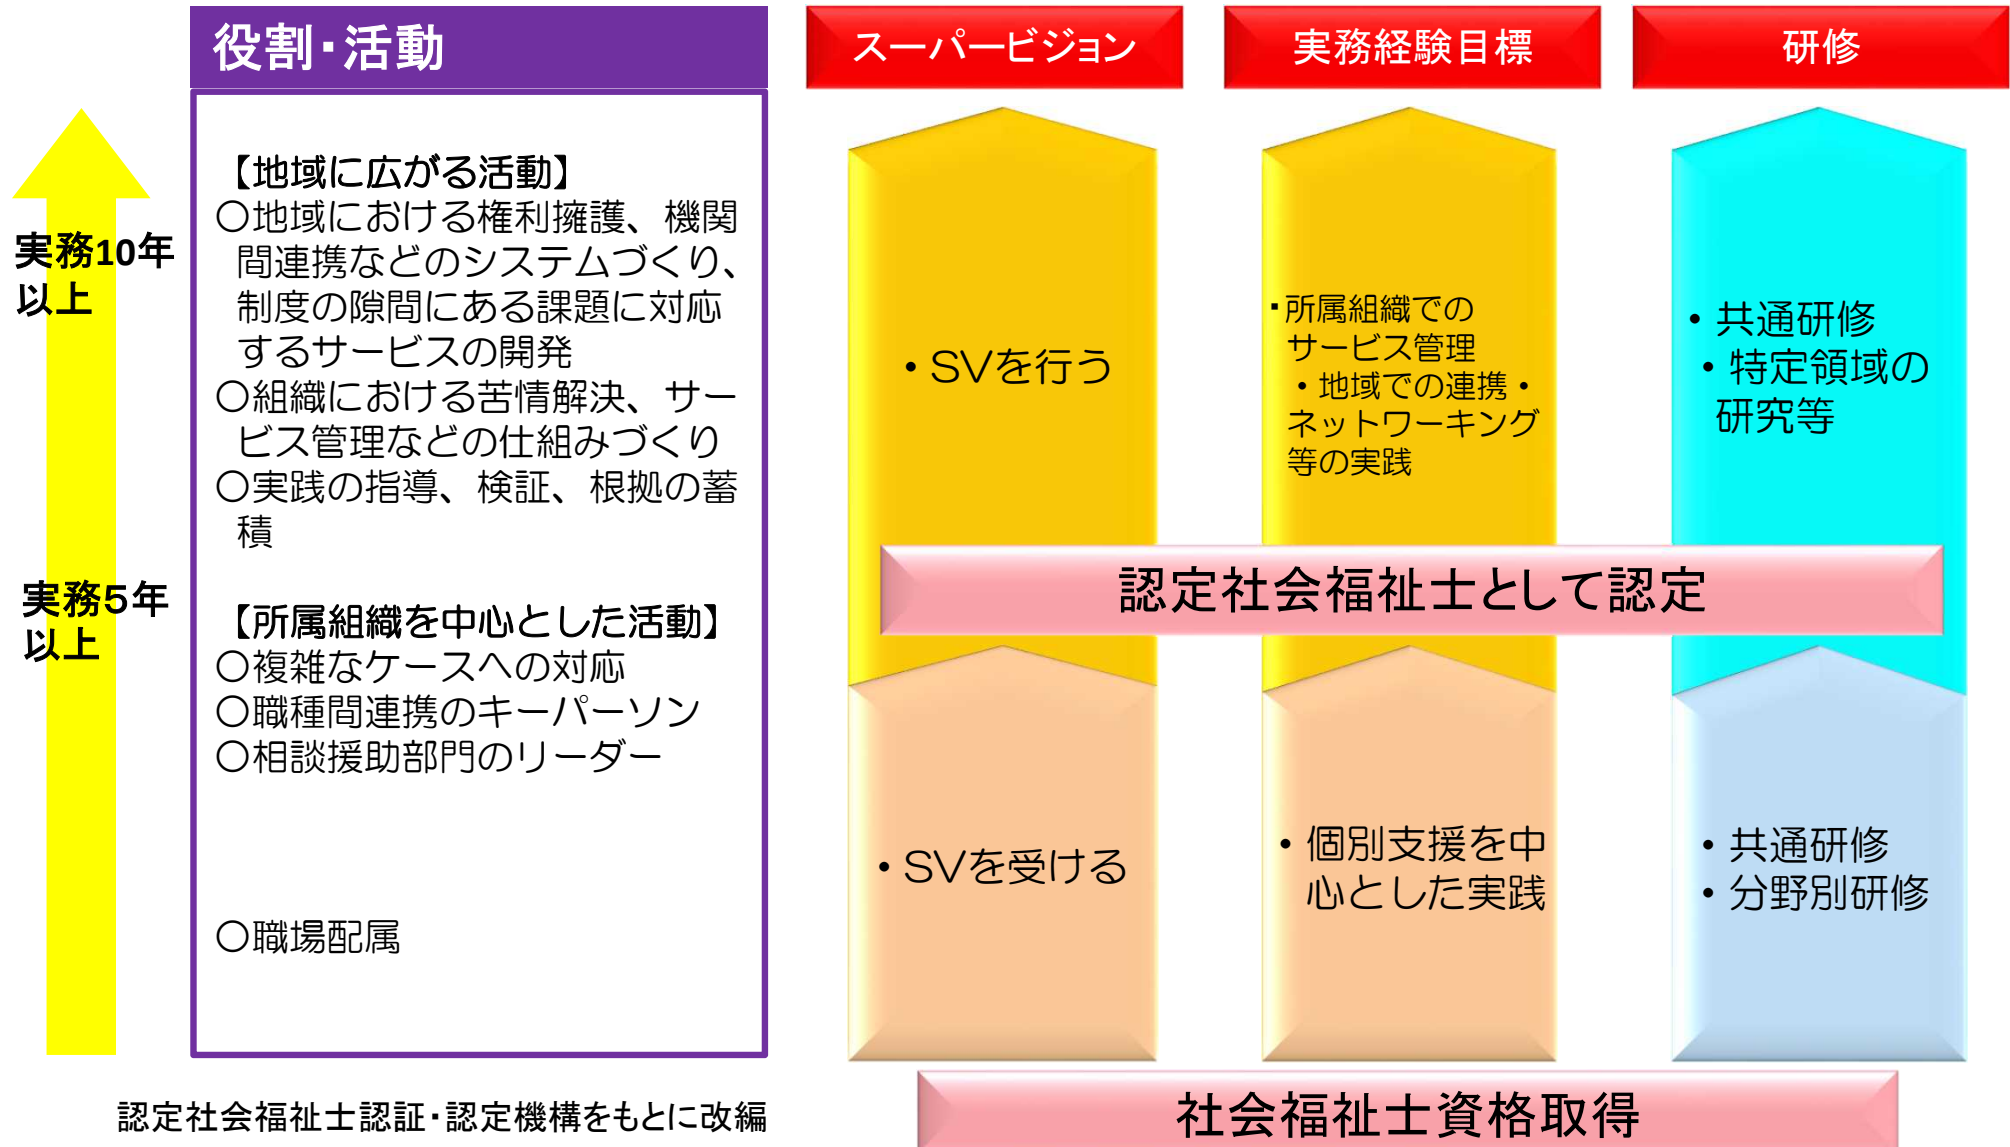 役割・活動
スーパービジョン
実務経験目標
研修
実務10年
以上
実務5年
以上
【地域に広がる活動】
〇地域における権利擁護、機関
間連携などのシステムづくり、
制度の隙間にある課題に対応
するサービスの開発
〇組織における苦情解決、サー
ビス管理などの仕組みづくり
〇実践の指導、検証、根拠の蓄
積
【所属組織を中心とした活動】
〇複雑なケースへの対応
〇職種間連携のキーパーソン
〇相談援助部門のリーダー
〇職場配属
・SVを行う
・所属組織での
サービス管理
・地域での連携・
ネットワーキング
等の実践
・共通研修
・特定領域の
研究等
認定社会福祉士として認定
・SVを受ける
・個別支援を中
心とした実践
・共通研修
・分野別研修
社会福祉士資格取得
認定社会福祉士認証・認定機構をもとに改編